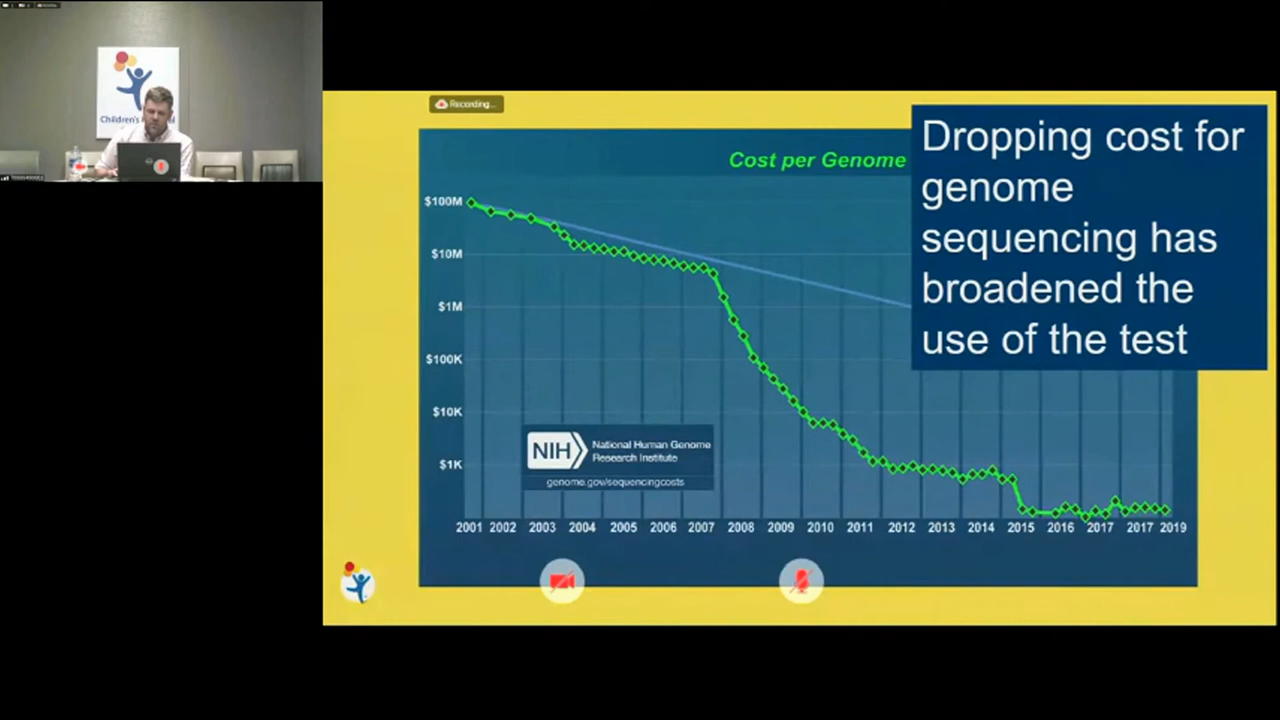 Children's
Recording...
Cost per Genome
Dropping cost for
genome
sequencing has
broadened the
use of the test
$100M
$10M
$1M
$100K
$10K
$1K
NIH
National Human Genome
Research Institute
genome.gov/sequencingcosts
2001 2002 2003 2004 2005 2006 2007 2008 2009 2010 2011 2012 2013 2014 2015 2016 2017 2017 2019